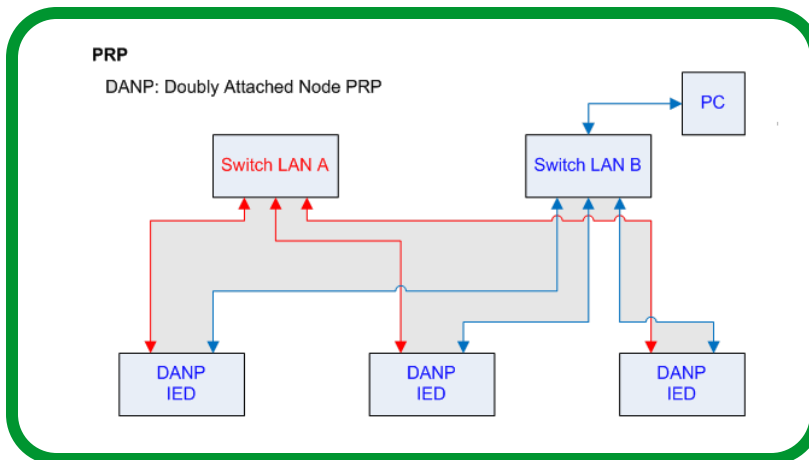 PRP
DANP: Doubly Attached Node PRP
PC
Switch LAN A
Switch LAN B
DANP
IED
DANP
IED
DANP
IED